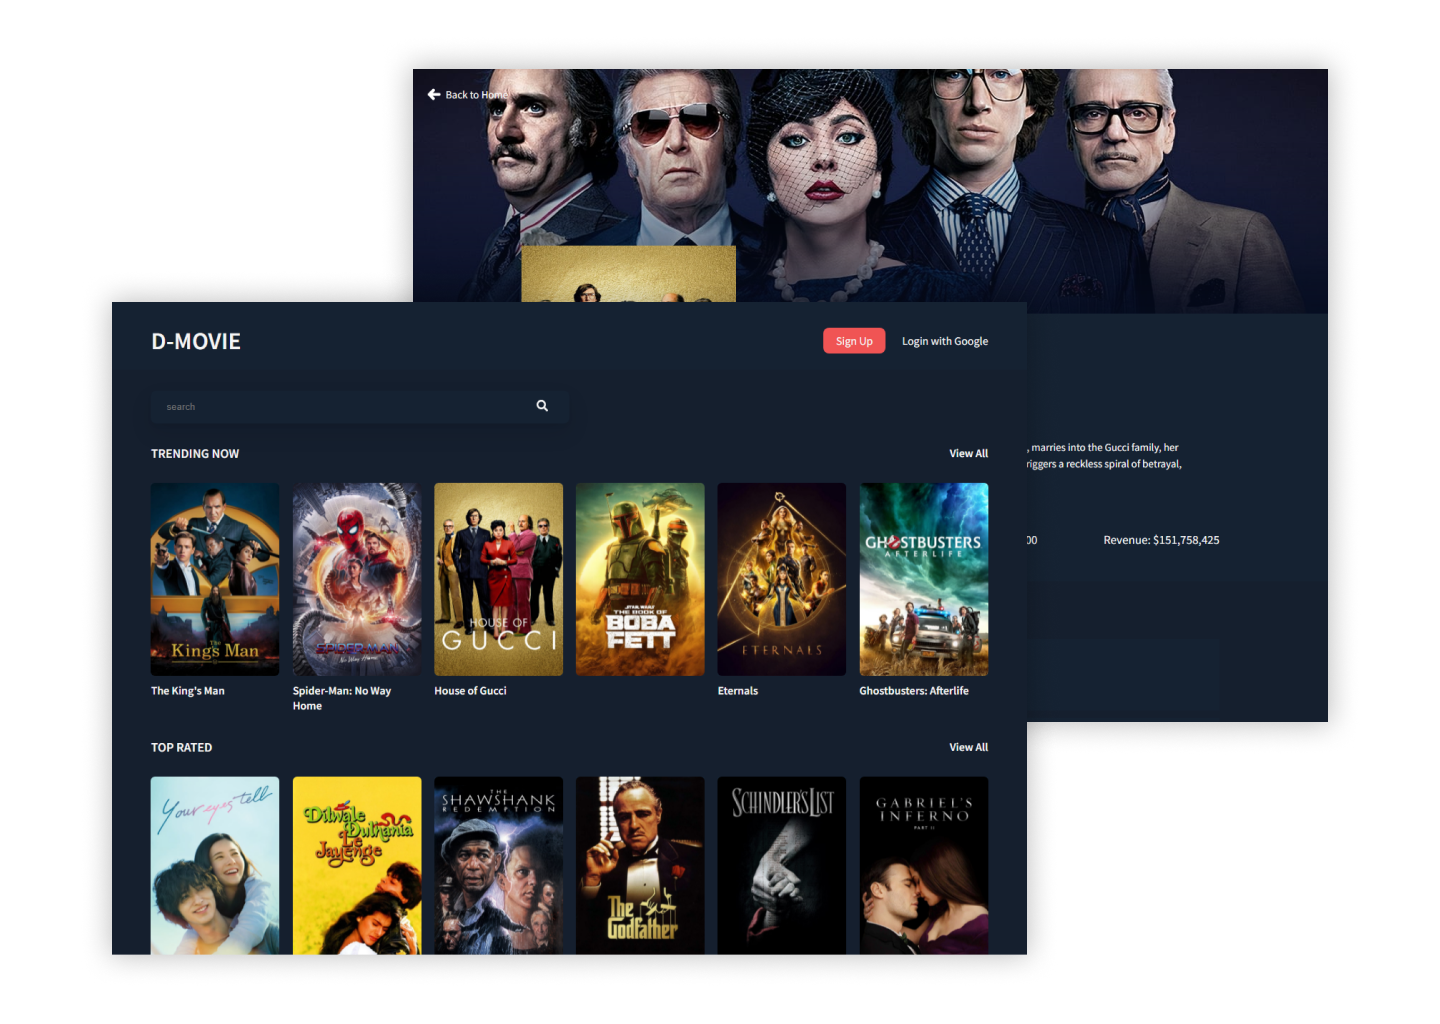 Back to Home
D-MOVIE
Sign Up
Login with Google
search
TRENDING NOW
View All
, marries into the Gucci family, her
riggers a reckless spiral of betrayal,
00
Revenue: $151,758,425
The
King's Man
SPIDER-MAN
No Way Home
HOUSE OF
GUCCI
STAR WARS
THE BOOK OF
BOBA
FETT
ETERNALS
GHOSTBUSTERS
AFTERLIFE
The King's Man
Spider-Man: No Way
Home
House of Gucci
Eternals
Ghostbusters: Afterlife
TOP RATED
View All
Your eyes tell
Dilwale
Dulhania
Le
Jayenge
THE
SHAWSHANK
REDEMPTION
The
Godfather
SCHINDLER'S LIST
GABRIEL'S
INFERNO
PART II